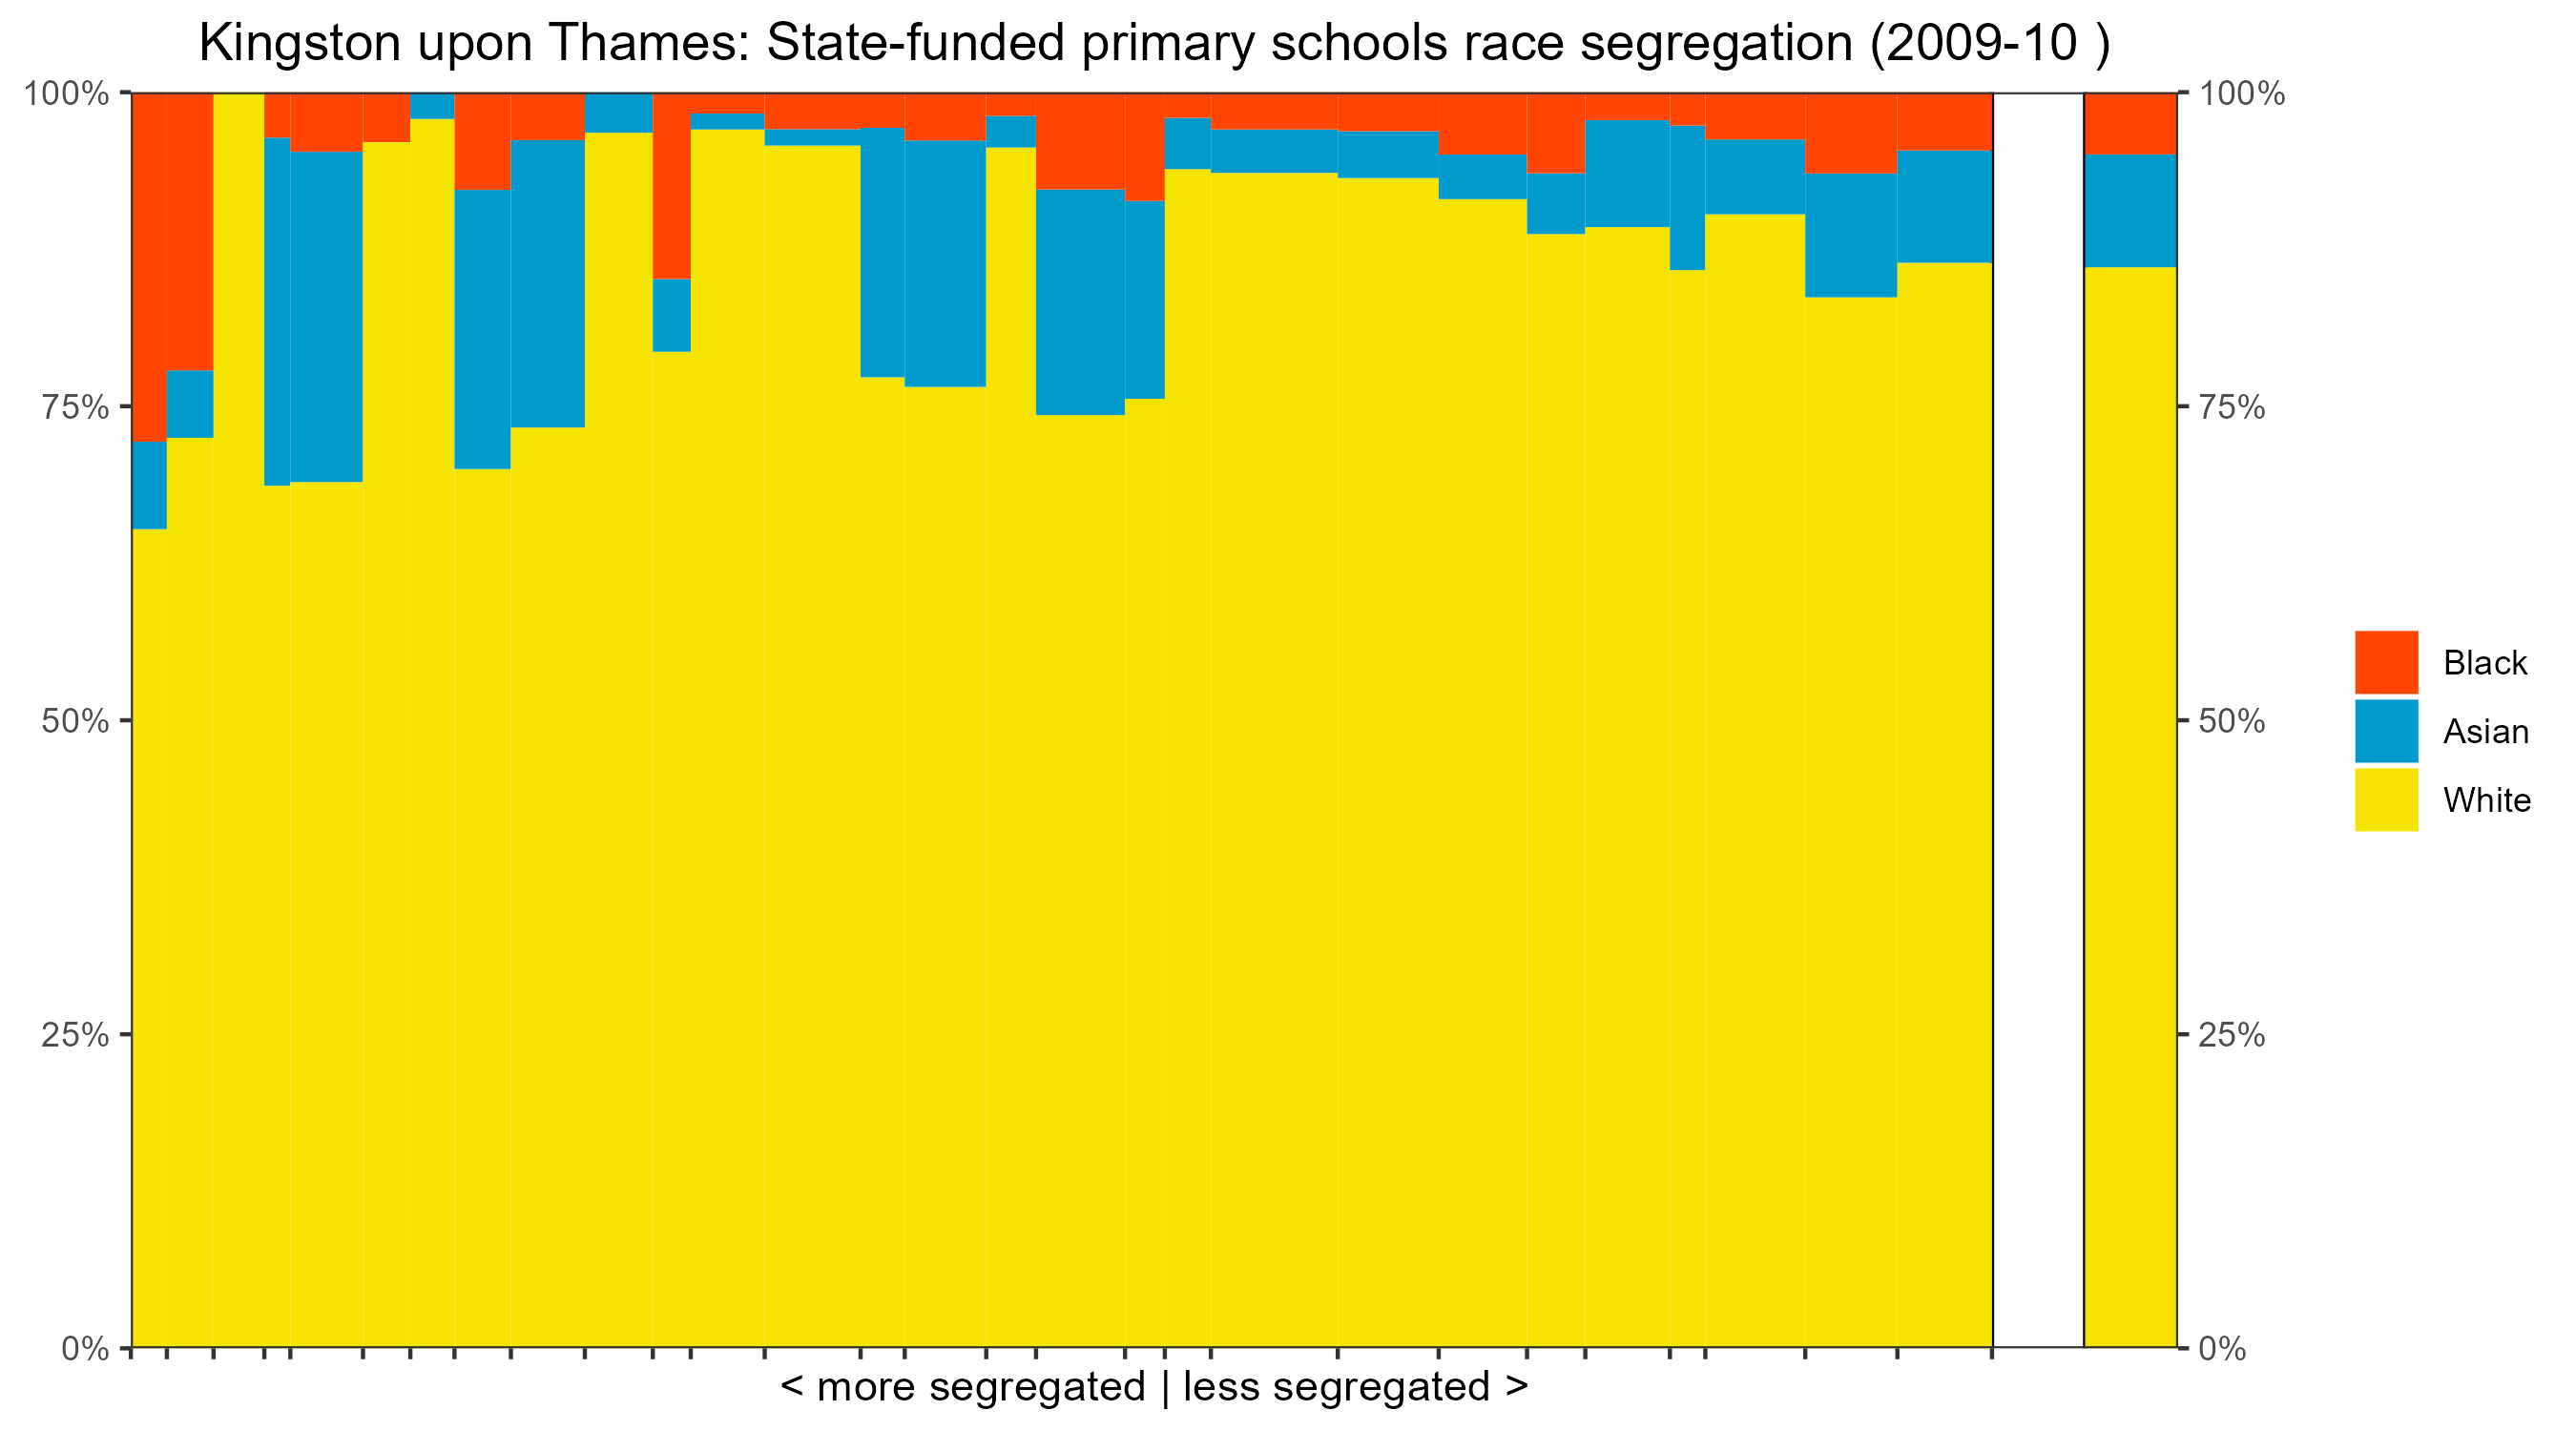 Kingston upon Thames: State-funded primary schools race segregation (2009-10 )
100%
75%
50%
25%
0%
100%
75%
50%
25%
0%
Black
Asian
White
< more segregated | less segregated >